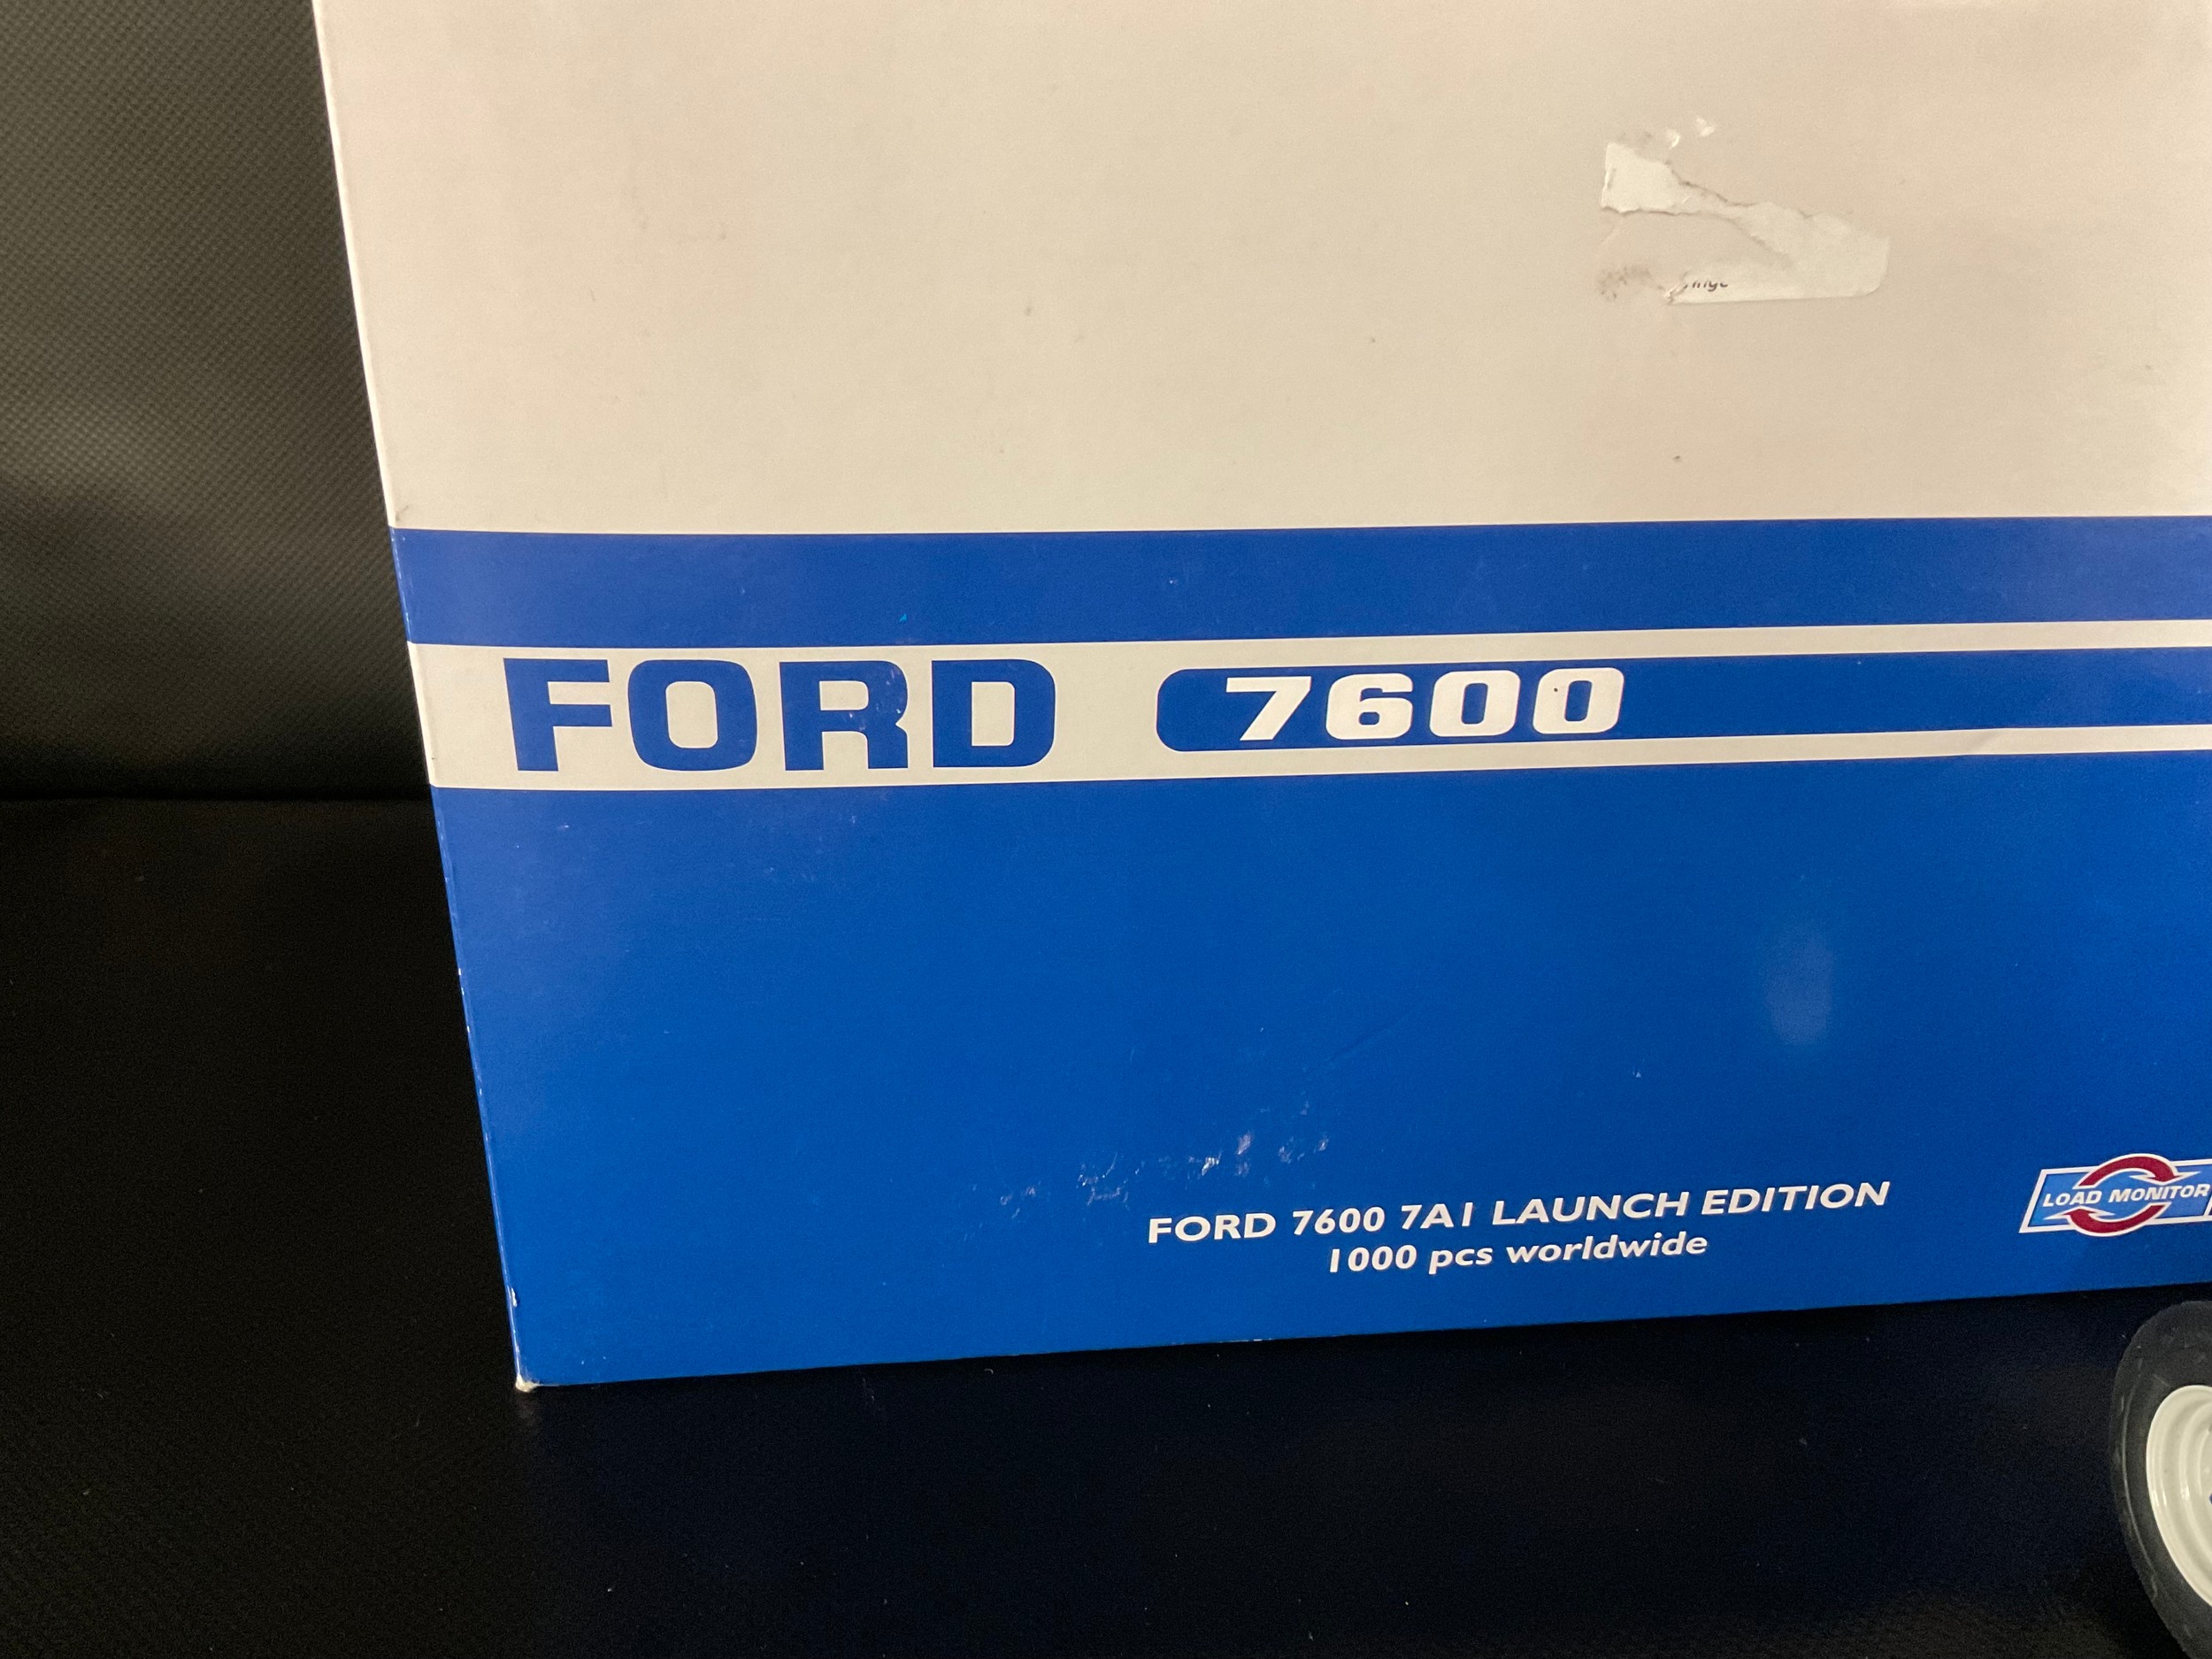 FORD 7600
FORD 7600 7A1 LAUNCH EDITION
1000 pcs worldwide
LOAD MONITOR